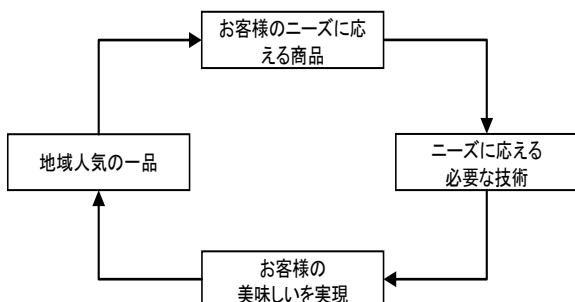 お客様のニーズに応
える商品
地域人気の一品
ニーズに応える
必要な技術
お客様の
美味しいを実現